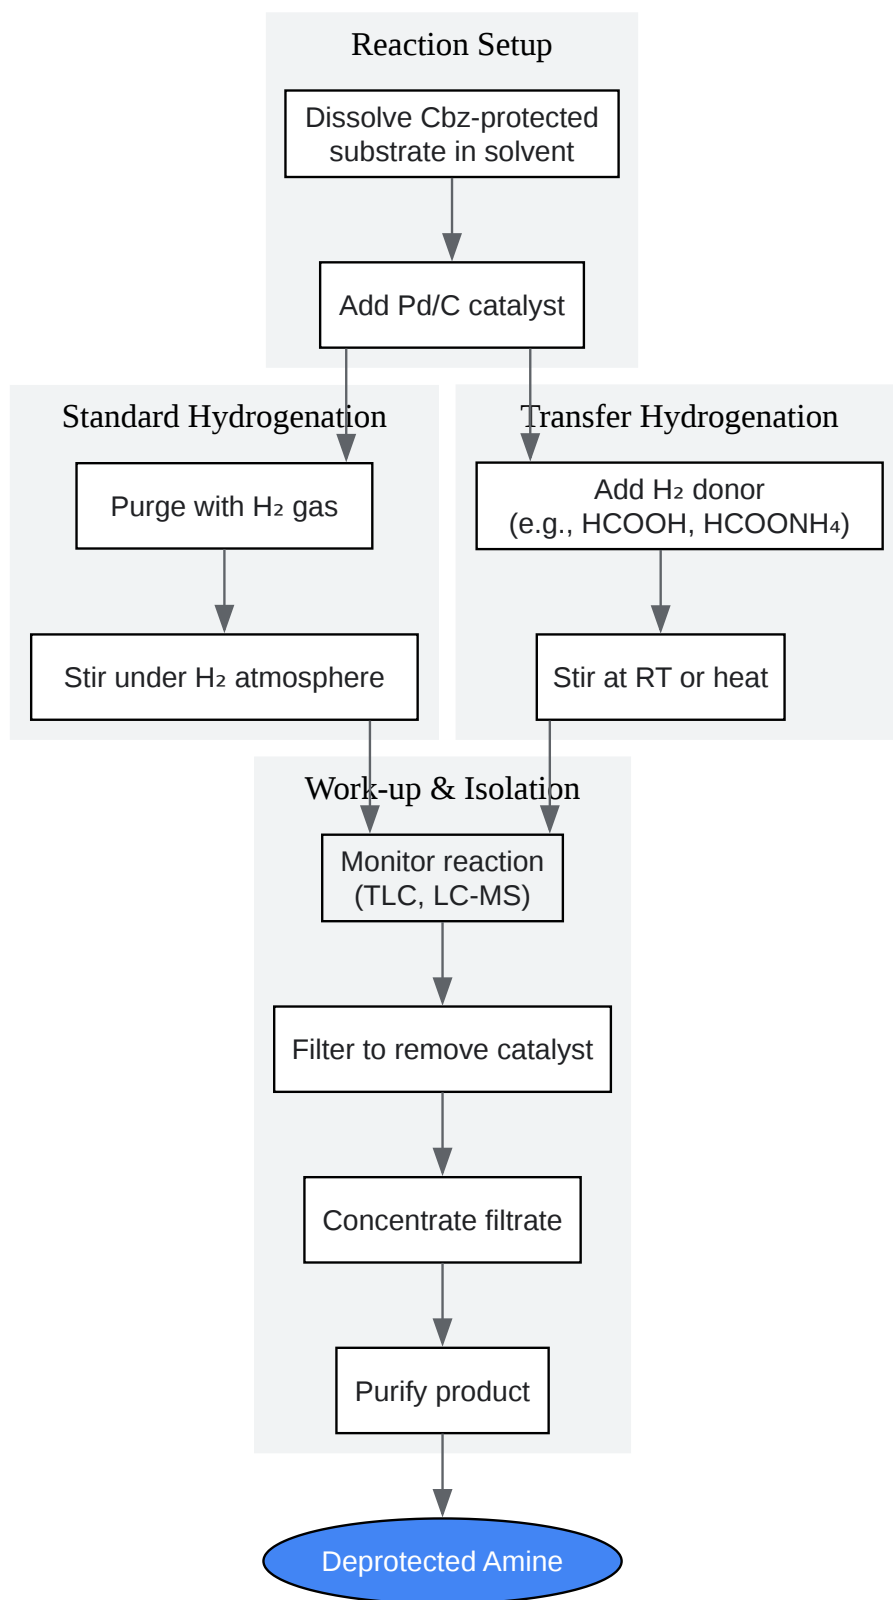 Reaction Setup
Dissolve Cbz-protected
substrate in solvent
Add Pd/C catalyst
Standard Hydrogenation
Purge with H₂ gas
Stir under H₂ atmosphere
Transfer Hydrogenation
Add H₂ donor
(e.g., HCOOH, HCOONH₄)
Stir at RT or heat
Work-up & Isolation
Monitor reaction
(TLC, LC-MS)
Filter to remove catalyst
Concentrate filtrate
Purify product
Deprotected Amine